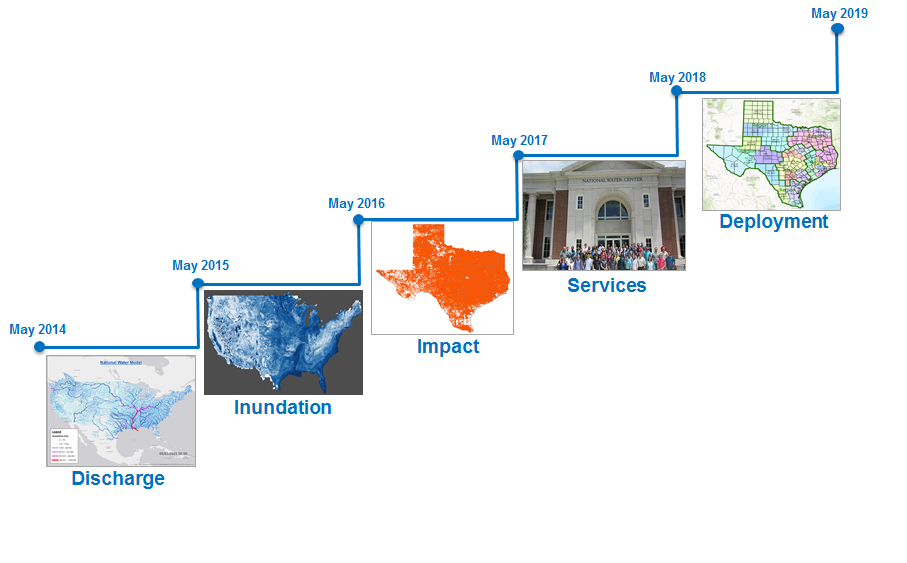 May 2019
May 2018
May 2017
May 2016
May 2015
May 2014
NATIONAL WATER CENTER
Deployment
Services
Impact
Inundation
National Water Model
Discharge